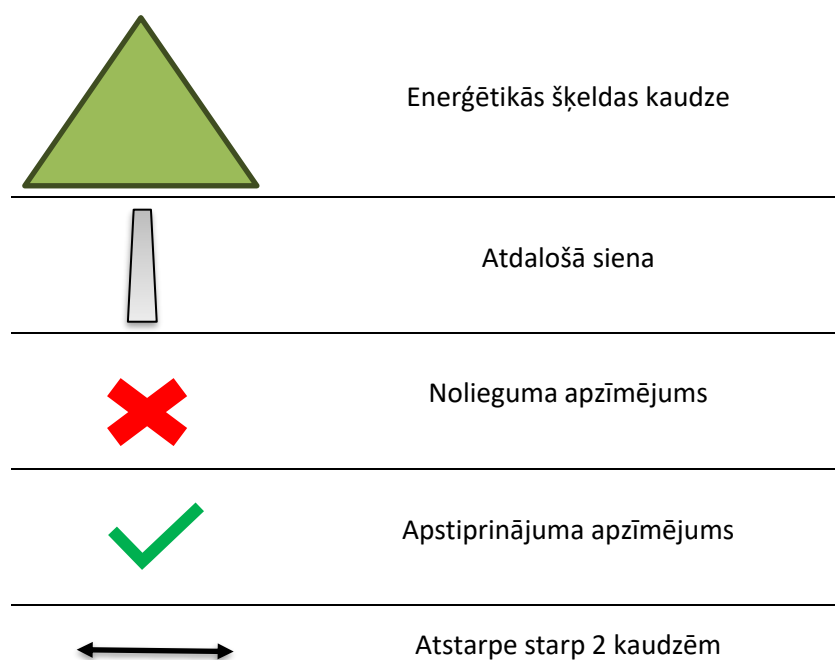 Enerģētikās šķeldas kaudze
Atdalošā siena
Nolieguma apzīmējums
Apstiprinājuma apzīmējums
Atstarpe starp 2 kaudzēm